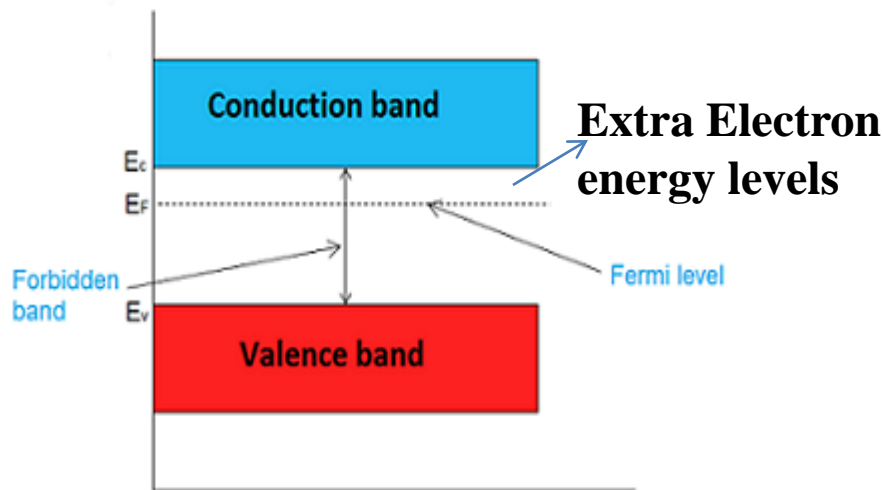 Conduction band
Extra Electron
energy levels
Ec
EF
Forbidden
band
Fermi level
Ev
Valence band